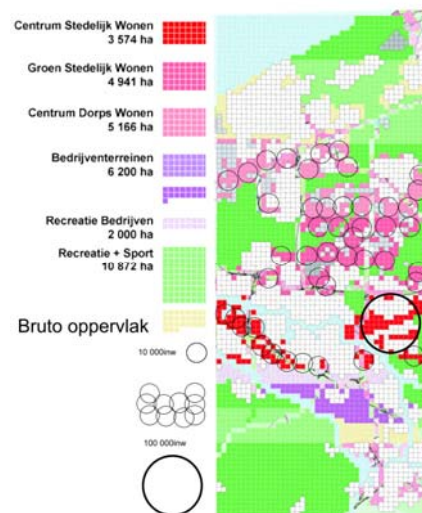 Centrum Stedelijk Wonen
3 574 ha
Groen Stedelijk Wonen
4 941 ha
Centrum Dorps Wonen
5 166 ha
Bedrijventerreinen
6 200 ha
Recreatie Bedrijven
2 000 ha
Recreatie + Sport
10 872 ha
Bruto oppervlak
10 000inw
100 000inw